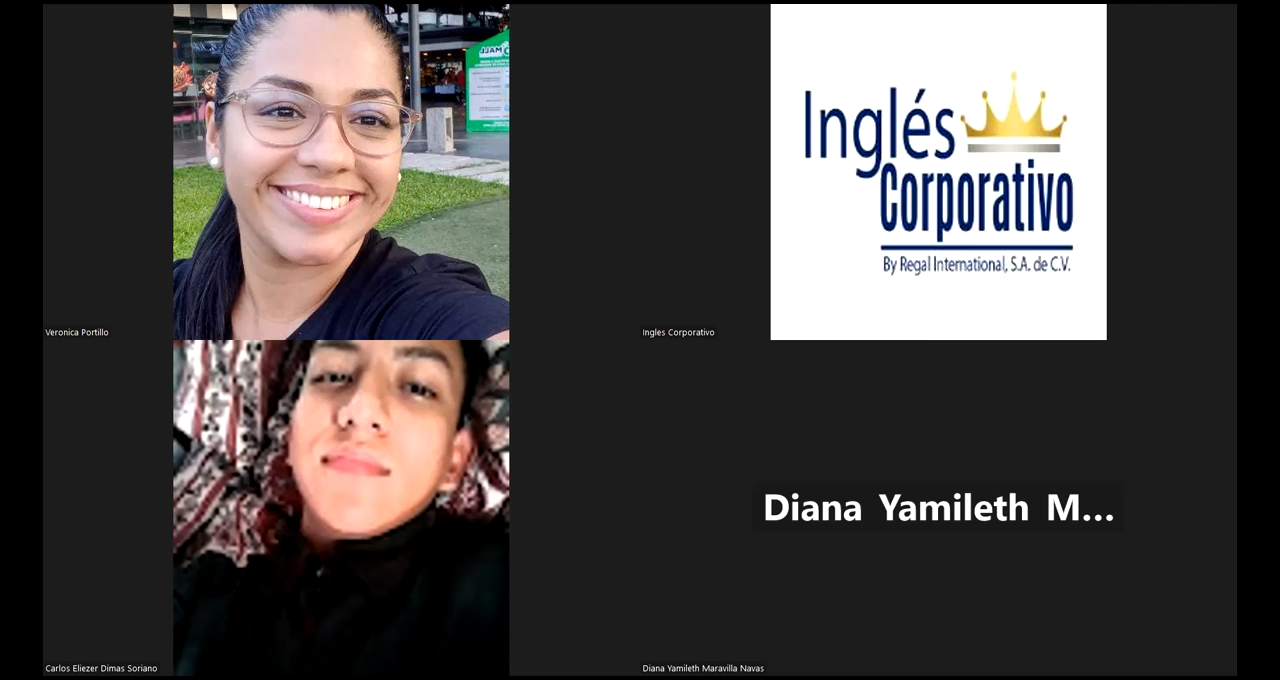 Veronica Portillo
Inglés
Corporativo
By Regal International, S.A. de C.V.
Ingles Corporativo
Carlos Eliezer Dimas Soriano
Diana Yamileth M...
Diana Yamileth Maravilla Navas